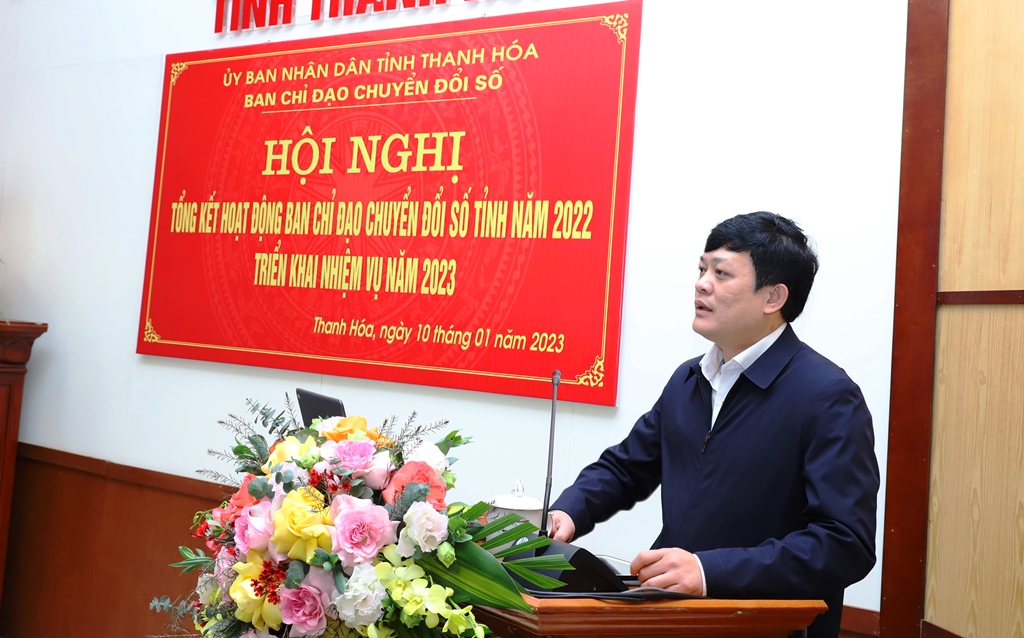 TỈNH THANH
ỦY BAN NHÂN DÂN TỈNH THANH HÓA
BAN CHỈ ĐẠO CHUYỂN ĐỔI SỐ
HỘI NGHỊ
TỔNG KẾT HOẠT ĐỘNG BAN CHỈ ĐẠO CHUYỂN ĐỔI SỐ TỈNH NĂM 2022
TRIỂN KHAI NHIỆM VỤ NĂM 2023
Thanh Hóa, ngày 10 tháng 01 năm 2023